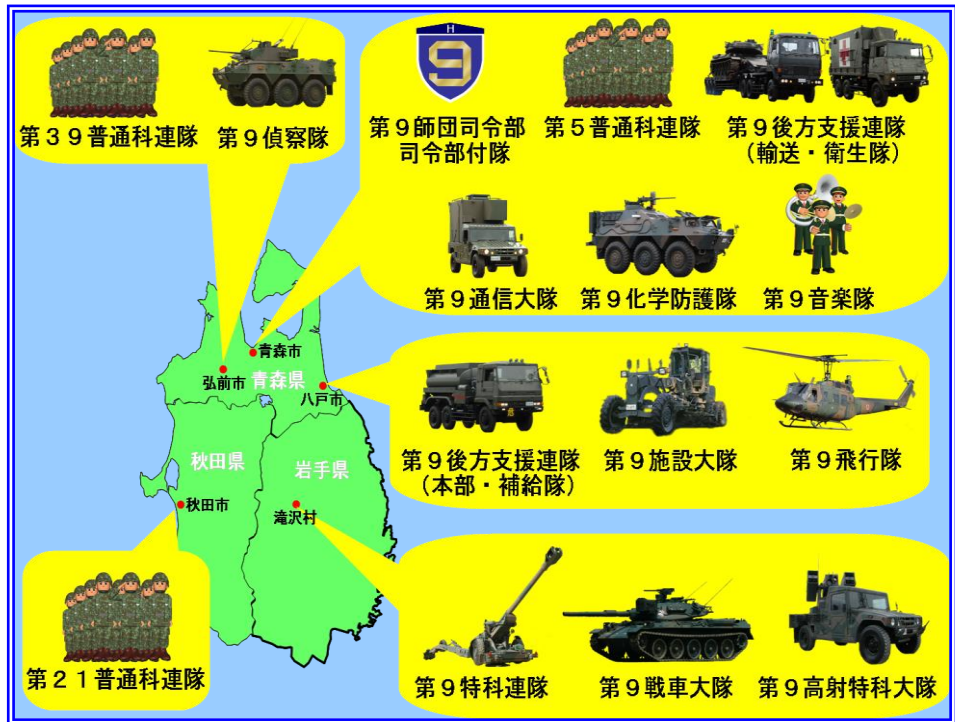 第３９普通科連隊
第９偵察隊
H
9
第９師団司令部
司令部付隊
第５普通科連隊
第９後方支援連隊
（輸送・衛生隊）
第９通信大隊
第９化学防護隊
第９音楽隊
青森市
弘前市
青森県
八戸市
第９後方支援連隊
（本部・補給隊）
第９施設大隊
第９飛行隊
秋田県
岩手県
秋田市
滝沢村
第２１普通科連隊
第９特科連隊
第９戦車大隊
第９高射特科大隊